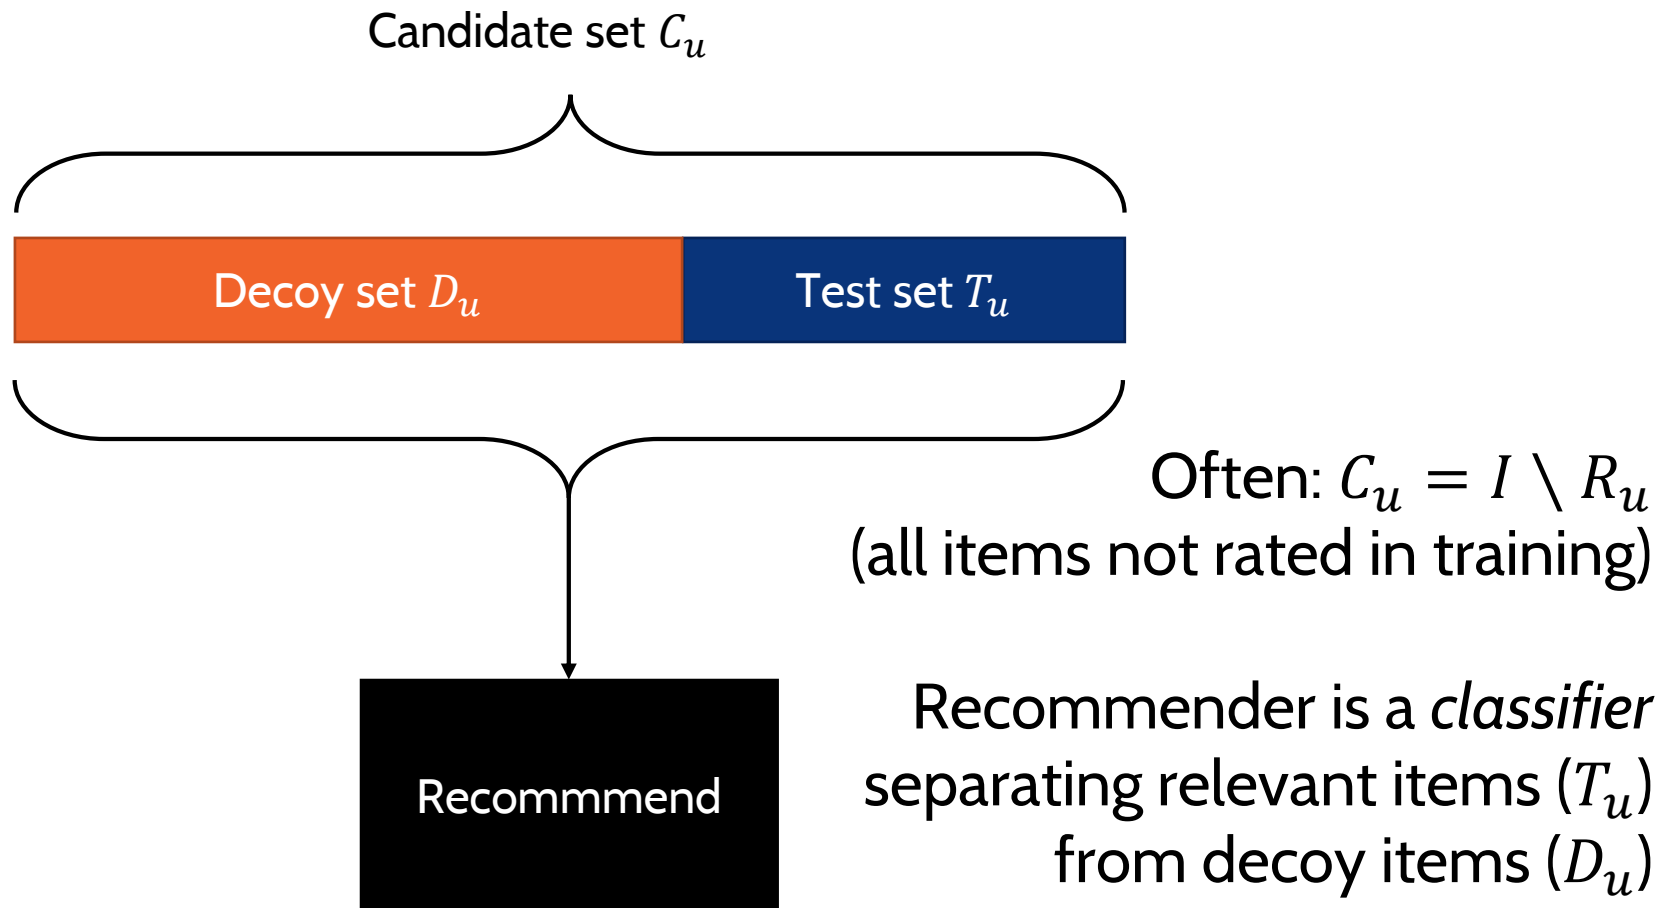 Candidate set C_u
Decoy set D_u
Test set T_u
Often: C_u = I \ R_u
(all items not rated in training)
Recommender is a classifier
separating relevant items (T_u)
from decoy items (D_u)
Recommmend